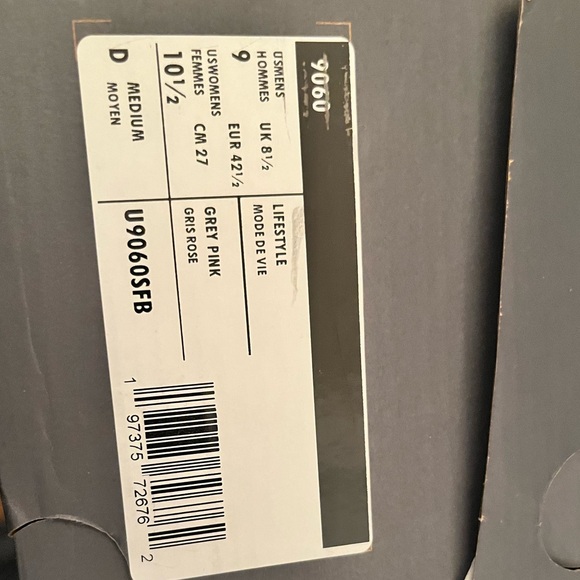 9060
USMENS
HOMMES
9
UK 8½
EUR 42½
USWOMENS
FEMMES
10½
CM 27
D
MEDIUM
MOYEN
LIFESTYLE
MODE DE VIE
GREY PINK
GRIS ROSE
U9060SFB
1 97375 72676 2